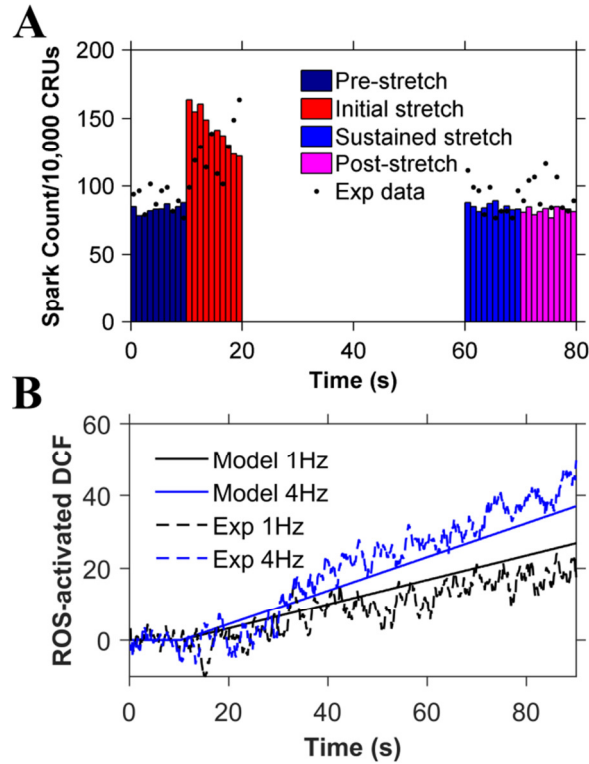 A
Spark Count/10,000 CRUs
200
150
100
50
0
Pre-stretch
Initial stretch
Sustained stretch
Post-stretch
Exp data
0 20 40 60 80
Time (s)
B
ROS-activated DCF
60
40
20
0
Model 1Hz
Model 4Hz
Exp 1Hz
Exp 4Hz
0 20 40 60 80
Time (s)